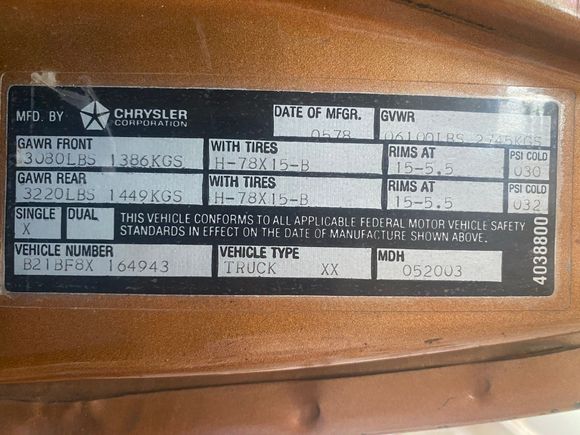 MFD. BY CHRYSLER CORPORATION DATE OF MFGR. 0578 GVWR 06100LBS 2745KGS
GAWR FRONT 3080LBS 1386KGS WITH TIRES H-78X15-B RIMS AT 15-5.5 PSI COLD 030
GAWR REAR 3220LBS 1449KGS WITH TIRES H-78X15-B RIMS AT 15-5.5 PSI COLD 032
SINGLE X DUAL THIS VEHICLE CONFORMS TO ALL APPLICABLE FEDERAL MOTOR VEHICLE SAFETY
STANDARDS IN EFFECT ON THE DATE OF MANUFACTURE SHOWN ABOVE.
VEHICLE NUMBER B21BF8X 164943 VEHICLE TYPE TRUCK XX MDH 052003
4038800